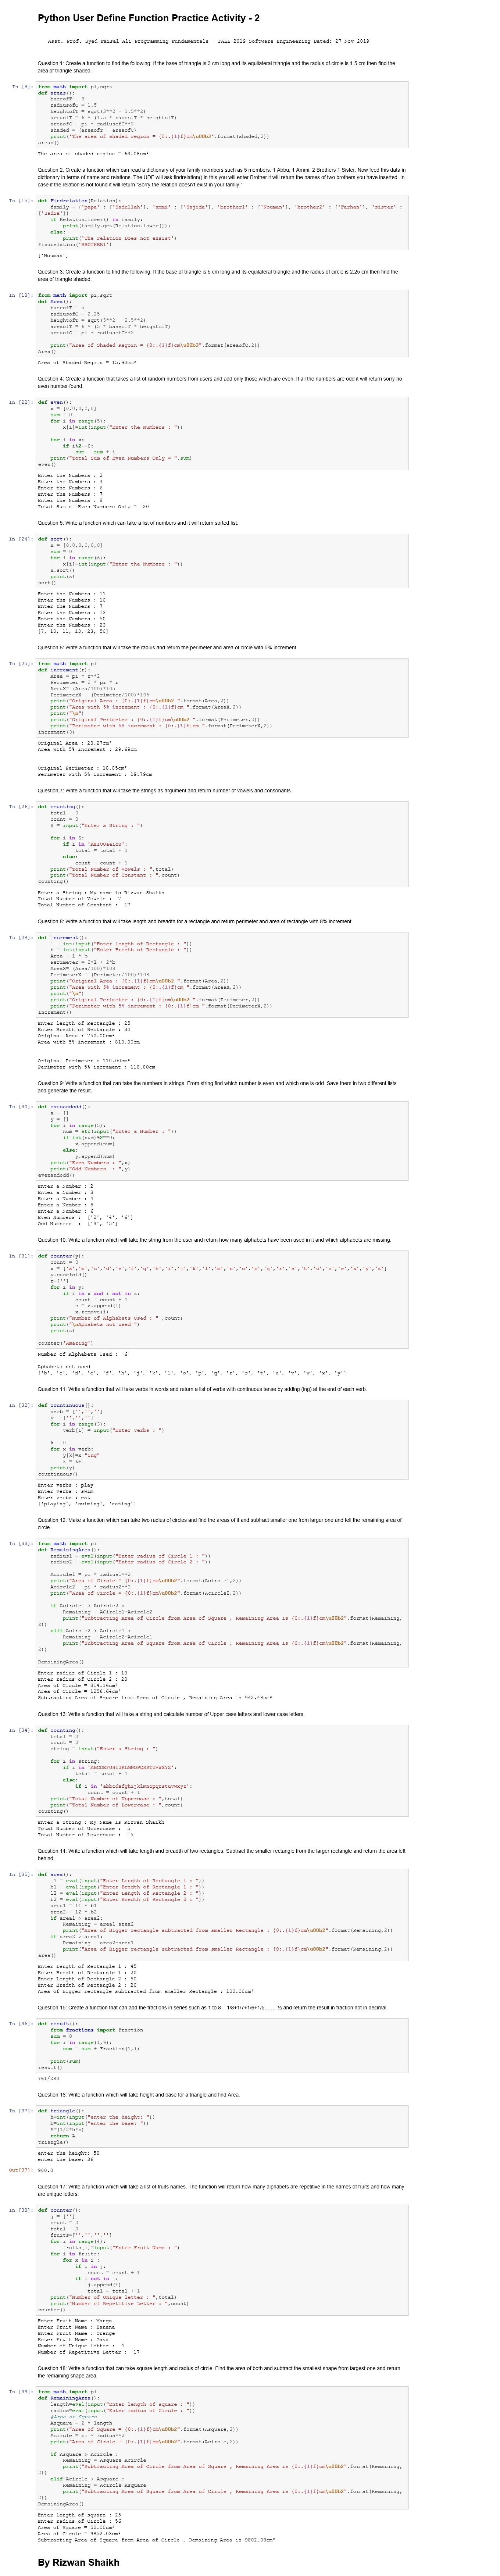 Python User Define Function Practice Activity - 2
Asst. Prof. Syed Faisal Ali Programming Fundamentals - FALL 2019 Software Engineering Dated: 27 Nov 2019
Question 1: Create a function to find the following: If the base of triangle is 3 cm long and its equilateral triangle and the radius of circle is 1.5 cm then find the
area of triangle shaded.
from math import pi,sqrt
def areas():
baseofT = 3
radiusofC = 1.5
heightofT = sqrt(3**2 - 1.5**2)
areaofT = 6 * (1.5 * baseofT * heightofT)
areaofC = pi * radiusofC**2
shaded = (areaofT - areaofC)
print('The area of shaded region = {0:.{1}f}cm\u00b3'.format(shaded,2))
areas()
The area of shaded region = 63.08cm³
Question 2: Create a function which can read a dictionary of your family members such as 5 members. 1 Abbu, 1 Ammi, 2 Brothers 1 Sister. Now feed this data in
dictionary in terms of name and relations. The UDF will ask findrelation() in this you will enter Brother it will return the names of two brothers you have inserted. In
case if the relation is not found it will return "Sorry the relation doesn't exist in your family."
def Findrelation(Relation):
family = {'papa' : ['Sadullah'], 'ammi' : ['Sajida'], 'brother1' : ['Nouman'], 'brother2' : ['Farhan'], 'sister' :
['Sadia']}
if Relation.lower() in family:
print(family.get(Relation.lower()))
else:
print('The relation Does not exsist')
Findrelation('BROTHER1')
['Nouman']
Question 3: Create a function to find the following: If the base of triangle is 5 cm long and its equilateral triangle and the radius of circle is 2.25 cm then find the
area of triangle shaded.
from math import pi,sqrt
def Area():
baseofT = 5
radiusofC = 2.25
heightofT = sqrt(5**2 - 2.5**2)
areaofT = 6 * (5 * baseofT * heightofT)
areaofC = pi * radiusofC**2
print("Area of Shaded Regoin = {0:.{1}f}cm\u00b2".format(areaofC,2))
Area()
Area of Shaded Regoin = 15.90cm²
Question 4: Create a function that takes a list of random numbers from users and add only those which are even. If all the numbers are odd it will return sorry no
even number found.
def even():
x = [0,0,0,0,0]
sum = 0
for i in range(5):
x[i]=int(input("Enter the Numbers : "))
for i in x:
if i%2==0:
sum = sum + i
print("Total Sum of Even Numbers Only = ",sum)
even()
Enter the Numbers : 2
Enter the Numbers : 4
Enter the Numbers : 6
Enter the Numbers : 7
Enter the Numbers : 8
Total Sum of Even Numbers Only = 20
Question 5: Write a function which can take a list of numbers and it will return sorted list.
def sort():
x = [0,0,0,0,0,0]
sum = 0
for i in range(6):
x[i]=int(input("Enter the Numbers : "))
x.sort()
print(x)
sort()
Enter the Numbers : 11
Enter the Numbers : 10
Enter the Numbers : 7
Enter the Numbers : 13
Enter the Numbers : 50
Enter the Numbers : 23
[7, 10, 11, 13, 23, 50]
Question 6: Write a function that will take the radius and return the perimeter and area of circle with 5% increment.
from math import pi
def increment(r):
Area = pi * r**2
Perimeter = 2 * pi * r
AreaX= (Area/100)*105
PerimeterX = (Perimeter/100)*105
print("Original Area : {0:.{1}f}cm\u00b2 ".format(Area,2))
print("Area with 5% increment : {0:.{1}f}cm ".format(AreaX,2))
print("\n")
print("Original Perimeter : {0:.{1}f}cm\u00b2 ".format(Perimeter,2))
print("Perimeter with 5% increment : {0:.{1}f}cm ".format(PerimeterX,2))
increment(3)
Original Area : 28.27cm²
Area with 5% increment : 29.69cm
Original Perimeter : 18.85cm²
Perimeter with 5% increment : 19.79cm
Question 7: Write a function that will take the strings as argument and return number of vowels and consonants.
def counting():
total = 0
count = 0
S = input("Enter a String : ")
for i in S:
if i in 'AEIOUaeiou':
total = total + 1
else:
count = count + 1
print("Total Number of Vowels : ",total)
print("Total Number of Constant : ",count)
counting()
Enter a String : My name is Rizwan Shaikh
Total Number of Vowels : 7
Total Number of Constant : 17
Question 8: Write a function that will take length and breadth for a rectangle and return perimeter and area of rectangle with 8% increment.
def increment():
l = int(input("Enter length of Rectangle : "))
b = int(input("Enter Bredth of Rectangle : "))
Area = l * b
Perimeter = 2*l + 2*b
AreaX= (Area/100)*108
PerimeterX = (Perimeter/100)*108
print("Original Area : {0:.{1}f}cm\u00b2 ".format(Area,2))
print("Area with 5% increment : {0:.{1}f}cm ".format(AreaX,2))
print("\n")
print("Original Perimeter : {0:.{1}f}cm\u00b2 ".format(Perimeter,2))
print("Perimeter with 5% increment : {0:.{1}f}cm ".format(PerimeterX,2))
increment()
Enter length of Rectangle : 25
Enter Bredth of Rectangle : 30
Original Area : 750.00cm²
Area with 5% increment : 810.00cm
Original Perimeter : 110.00cm²
Perimeter with 5% increment : 118.80cm
Question 9: Write a function that can take the numbers in strings. From string find which number is even and which one is odd. Save them in two different lists
and generate the result.
def evenandodd():
x = []
y = []
for i in range(5):
num = str(input("Enter a Number : "))
if int(num)%2==0:
x.append(num)
else:
y.append(num)
print("Even Numbers : ",x)
print("Odd Numbers : ",y)
evenandodd()
Enter a Number : 2
Enter a Number : 3
Enter a Number : 4
Enter a Number : 5
Enter a Number : 6
Even Numbers : ['2', '4', '6']
Odd Numbers : ['3', '5']
Question 10: Write a function which will take the string from the user and return how many alphabets have been used in it and which alphabets are missing.
def counter(y):
count = 0
x = ['a','b','c','d','e','f','g','h','i','j','k','l','m','n','o','p','q','r','s','t','u','v','w','x','y','z']
y.casefold()
z=['']
for i in y:
if i in x and i not in z:
count = count + 1
c = z.append(i)
x.remove(i)
print("Number of Alphabets Used : " ,count)
print("\nAphabets not used ")
print(x)
counter('Amazing')
Number of Alphabets Used : 6
Aphabets not used
['b', 'c', 'd', 'e', 'f', 'h', 'j', 'k', 'l', 'o', 'p', 'q', 'r', 's', 't', 'u', 'v', 'w', 'x', 'y']
Question 11: Write a function that will take verbs in words and return a list of verbs with continuous tense by adding (ing) at the end of each verb.
def countinuous():
verb = ['','','']
y = ['','','']
for i in range(3):
verb[i] = input("Enter verbs : ")
k = 0
for x in verb:
y[k]=x+"ing"
k = k+1
print(y)
countinuous()
Enter verbs : play
Enter verbs : swim
Enter verbs : eat
['playing', 'swiming', 'eating']
Question 12: Make a function which can take two radius of circles and find the areas of it and subtract smaller one from larger one and tell the remaining area of
circle.
from math import pi
def RemainingArea():
radius1 = eval(input("Enter radius of Circle 1 : "))
radius2 = eval(input("Enter radius of Circle 2 : "))
Acircle1 = pi * radius1**2
print("Area of Circle = {0:.{1}f}cm\u00b2".format(Acircle1,2))
Acircle2 = pi * radius2**2
print("Area of Circle = {0:.{1}f}cm\u00b2".format(Acircle2,2))
if Acircle1 > Acircle2 :
Remaining = ACircle1-Acircle2
print("Subtracting Area of Circle from Area of Square , Remaining Area is {0:.{1}f}cm\u00b2".format(Remaining,
2))
elif Acircle2 > Acircle1 :
Remaining = Acircle2-Acircle1
print("Subtracting Area of Square from Area of Circle , Remaining Area is {0:.{1}f}cm\u00b2".format(Remaining,
2))
RemainingArea()
Enter radius of Circle 1 : 10
Enter radius of Circle 2 : 20
Area of Circle = 314.16cm²
Area of Circle = 1256.64cm²
Subtracting Area of Square from Area of Circle , Remaining Area is 942.48cm²
Question 13: Write a function that will take a string and calculate number of Upper case letters and lower case letters.
def counting():
total = 0
count = 0
string = input("Enter a String : ")
for i in string:
if i in 'ABCDEFGHIJKLMNOPQRSTUVWXYZ':
total = total + 1
else:
if i in 'abbcdefghijklmnopqrstuvwxyz':
count = count + 1
print("Total Number of Uppercase : ",total)
print("Total Number of Lowercase : ",count)
counting()
Enter a String : My Name Is Rizwan Shaikh
Total Number of Uppercase : 5
Total Number of Lowercase : 15
Question 14: Write a function which will take length and breadth of two rectangles. Subtract the smaller rectangle from the larger rectangle and return the area left
behind.
def area():
l1 = eval(input("Enter Length of Rectangle 1 : "))
b1 = eval(input("Enter Bredth of Rectangle 1 : "))
l2 = eval(input("Enter Length of Rectangle 2 : "))
b2 = eval(input("Enter Bredth of Rectangle 2 : "))
area1 = l1 * b1
area2 = l2 * b2
if area1 > area2:
Remaining = area1-area2
print("Area of Bigger rectangle subtracted from smaller Rectangle : {0:.{1}f}cm\u00b2".format(Remaining,2))
if area2 > area1:
Remaining = area2-area1
print("Area of Bigger rectangle subtracted from smaller Rectangle : {0:.{1}f}cm\u00b2".format(Remaining,2))
area()
Enter Length of Rectangle 1 : 45
Enter Bredth of Rectangle 1 : 20
Enter Length of Rectangle 2 : 50
Enter Bredth of Rectangle 2 : 20
Area of Bigger rectangle subtracted from smaller Rectangle : 100.00cm²
Question 15: Create a function that can add the fractions in series such as 1 to 8 = 1/8+1/7+1/6+1/5 ...... ½ and return the result in fraction not in decimal.
def result():
from fractions import Fraction
sum = 0
for i in range(1,9):
sum = sum + Fraction(1,i)
print(sum)
result()
761/280
Question 16: Write a function which will take height and base for a triangle and find Area.
def triangle():
h=int(input("enter the height: "))
b=int(input("enter the base: "))
A=(1/2*h*b)
return A
triangle()
enter the height: 50
enter the base: 36
900.0
Question 17: Write a function which will take a list of fruits names. The function will return how many alphabets are repetitive in the names of fruits and how many
are unique letters.
def counter():
j = ['']
count = 0
total = 0
fruits=['','','','']
for i in range(4):
fruits[i]=input("Enter Fruit Name : ")
for i in fruits:
for x in i :
if i in j:
count = count + 1
if i not in j:
j.append(i)
total = total + 1
print("Number of Unique letter : ",total)
print("Number of Repetitive Letter : ",count)
counter()
Enter Fruit Name : Mango
Enter Fruit Name : Banana
Enter Fruit Name : Orange
Enter Fruit Name : Gava
Number of Unique letter : 4
Number of Repetitive Letter : 17
Question 18: Write a function that can take square length and radius of circle. Find the area of both and subtract the smallest shape from largest one and return
the remaining shape area.
from math import pi
def RemainingArea():
length=eval(input("Enter length of square : "))
radius=eval(input("Enter radius of Circle : "))
#Area of Square
Asquare = 2 * length
print("Area of Square = {0:.{1}f}cm\u00b2".format(Asquare,2))
Acircle = pi * radius**2
print("Area of Circle = {0:.{1}f}cm\u00b2".format(Acircle,2))
if Asquare > Acircle :
Remaining = Asquare-Acircle
print("Subtracting Area of Circle from Area of Square , Remaining Area is {0:.{1}f}cm\u00b2".format(Remaining,
2))
elif Acircle > Asquare :
Remaining = Acircle-Asquare
print("Subtracting Area of Square from Area of Circle , Remaining Area is {0:.{1}f}cm\u00b2".format(Remaining,
2))
RemainingArea()
Enter length of square : 25
Enter radius of Circle : 56
Area of Square = 50.00cm²
Area of Circle = 9852.03cm²
Subtracting Area of Square from Area of Circle , Remaining Area is 9802.03cm²
By Rizwan Shaikh